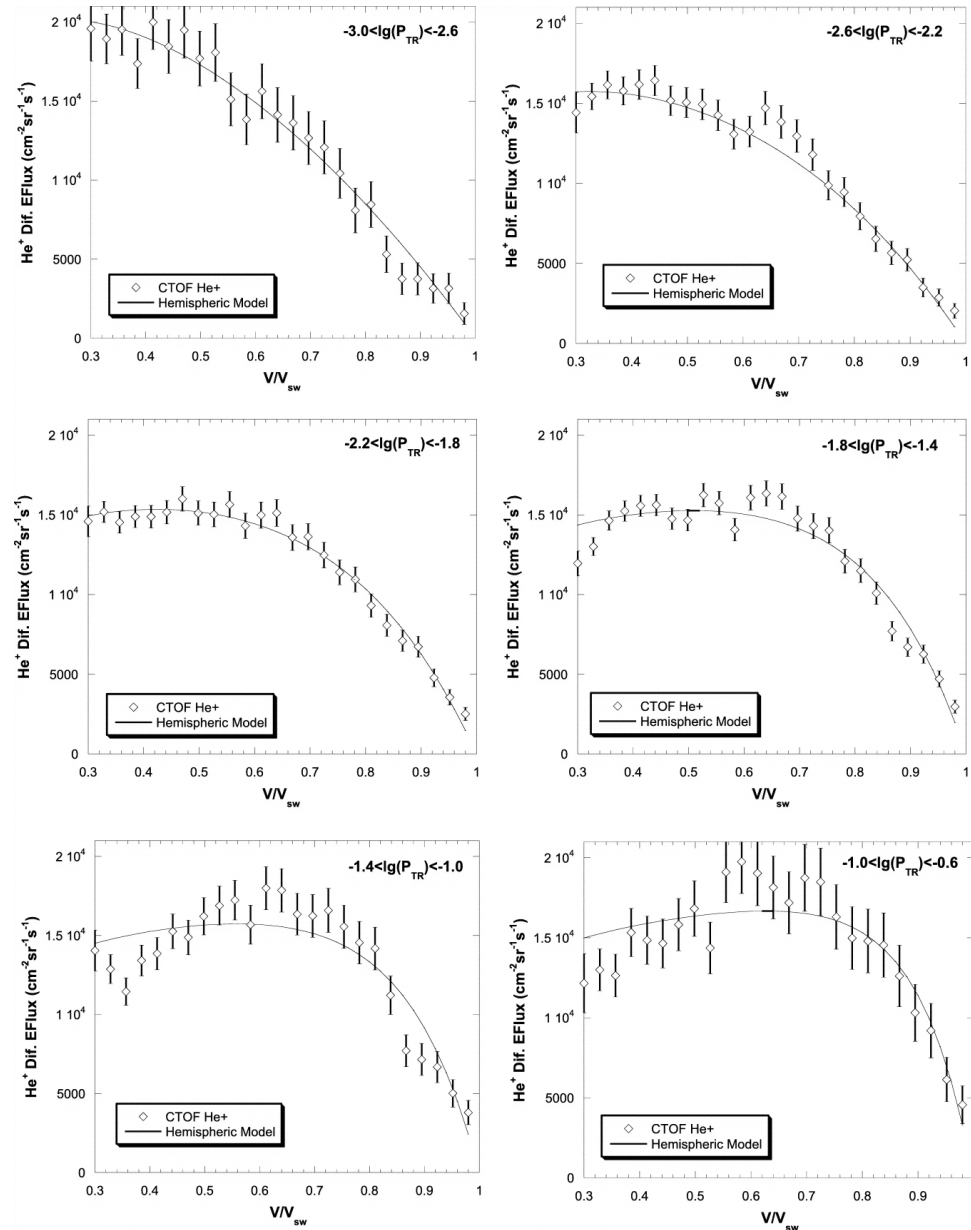 -3.0<lg(P_TR)<-2.6
He+ Dif. EFlux (cm-2sr-1s-1)
2 10^4
1.5 10^4
1 10^4
5000
0
CTOF He+
Hemispheric Model
0.3 0.4 0.5 0.6 0.7 0.8 0.9 1
V/V_sw
-2.6<lg(P_TR)<-2.2
He+ Dif. EFlux (cm-2sr-1s-1)
2 10^4
1.5 10^4
1 10^4
5000
0
CTOF He+
Hemispheric Model
0.3 0.4 0.5 0.6 0.7 0.8 0.9 1
V/V_sw
-2.2<lg(P_TR)<-1.8
He+ Dif. EFlux (cm-2sr-1s-1)
2 10^4
1.5 10^4
1 10^4
5000
0
CTOF He+
Hemispheric Model
0.3 0.4 0.5 0.6 0.7 0.8 0.9 1
V/V_sw
-1.8<lg(P_TR)<-1.4
He+ Dif. EFlux (cm-2sr-1s-1)
2 10^4
1.5 10^4
1 10^4
5000
0
CTOF He+
Hemispheric Model
0.3 0.4 0.5 0.6 0.7 0.8 0.9 1
V/V_sw
-1.4<lg(P_TR)<-1.0
He+ Dif. EFlux (cm-2sr-1s-1)
2 10^4
1.5 10^4
1 10^4
5000
0
CTOF He+
Hemispheric Model
0.3 0.4 0.5 0.6 0.7 0.8 0.9 1
V/V_sw
-1.0<lg(P_TR)<-0.6
He+ Dif. EFlux (cm-2sr-1s-1)
2 10^4
1.5 10^4
1 10^4
5000
0
CTOF He+
Hemispheric Model
0.3 0.4 0.5 0.6 0.7 0.8 0.9
V/V_sw